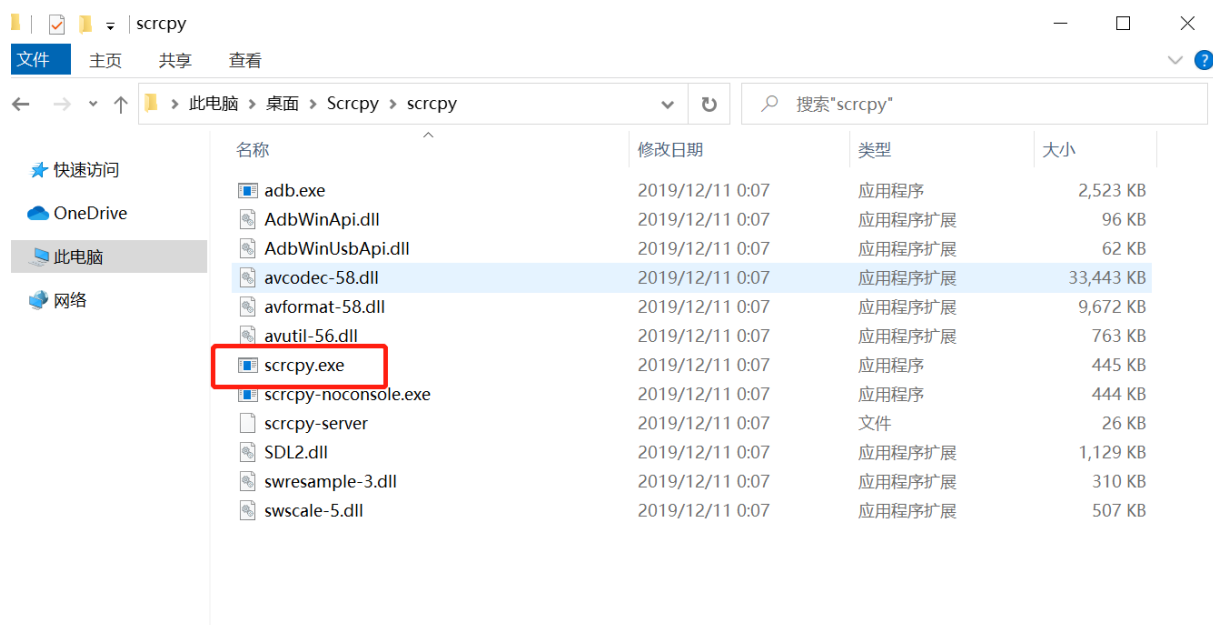 scrcpy
文件 主页 共享 查看
此电脑 桌面 Scrcpy scrcpy 搜索"scrcpy"
名称 修改日期 类型 大小
快速访问
OneDrive
此电脑
网络
adb.exe 2019/12/11 0:07 应用程序 2,523 KB
AdbWinApi.dll 2019/12/11 0:07 应用程序扩展 96 KB
AdbWinUsbApi.dll 2019/12/11 0:07 应用程序扩展 62 KB
avcodec-58.dll 2019/12/11 0:07 应用程序扩展 33,443 KB
avformat-58.dll 2019/12/11 0:07 应用程序扩展 9,672 KB
avutil-56.dll 2019/12/11 0:07 应用程序扩展 763 KB
scrcpy.exe 2019/12/11 0:07 应用程序 445 KB
scrcpy-noconsole.exe 2019/12/11 0:07 应用程序 444 KB
scrcpy-server 2019/12/11 0:07 文件 26 KB
SDL2.dll 2019/12/11 0:07 应用程序扩展 1,129 KB
swresample-3.dll 2019/12/11 0:07 应用程序扩展 310 KB
swscale-5.dll 2019/12/11 0:07 应用程序扩展 507 KB